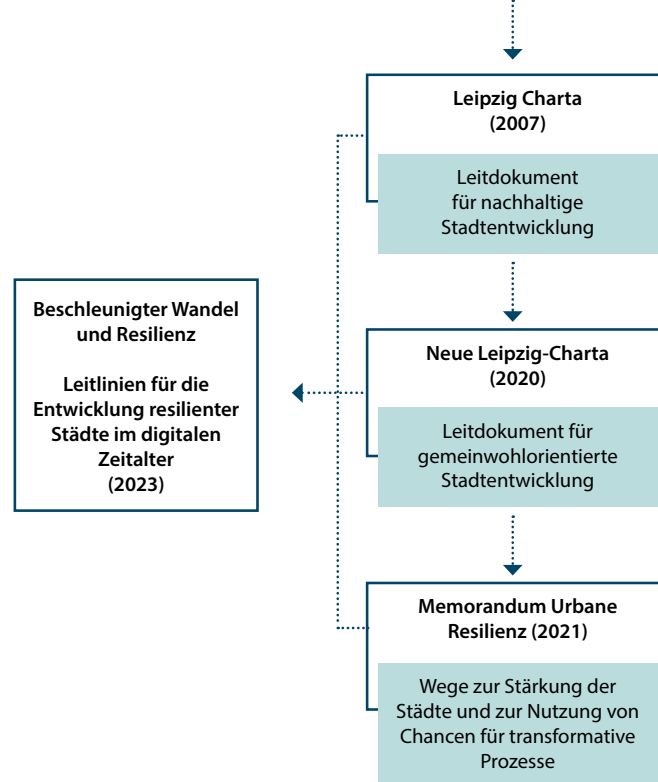 Leipzig Charta
(2007)
Leitdokument
für nachhaltige
Stadtentwicklung
Beschleunigter Wandel
und Resilienz
Leitlinien für die
Entwicklung resilienter
Städte im digitalen
Zeitalter
(2023)
Neue Leipzig-Charta
(2020)
Leitdokument für
gemeinwohlorientierte
Stadtentwicklung
Memorandum Urbane
Resilienz (2021)
Wege zur Stärkung der
Städte und zur Nutzung von
Chancen für transformative
Prozesse